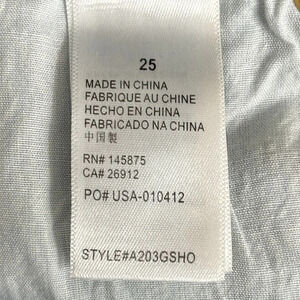 25
MADE IN CHINA
FABRIQUE AU CHINE
HECHO EN CHINA
FABRICADO NA CHINA
中国製
RN# 145875
CA# 26912
PO# USA-010412
STYLE#A203GSHO